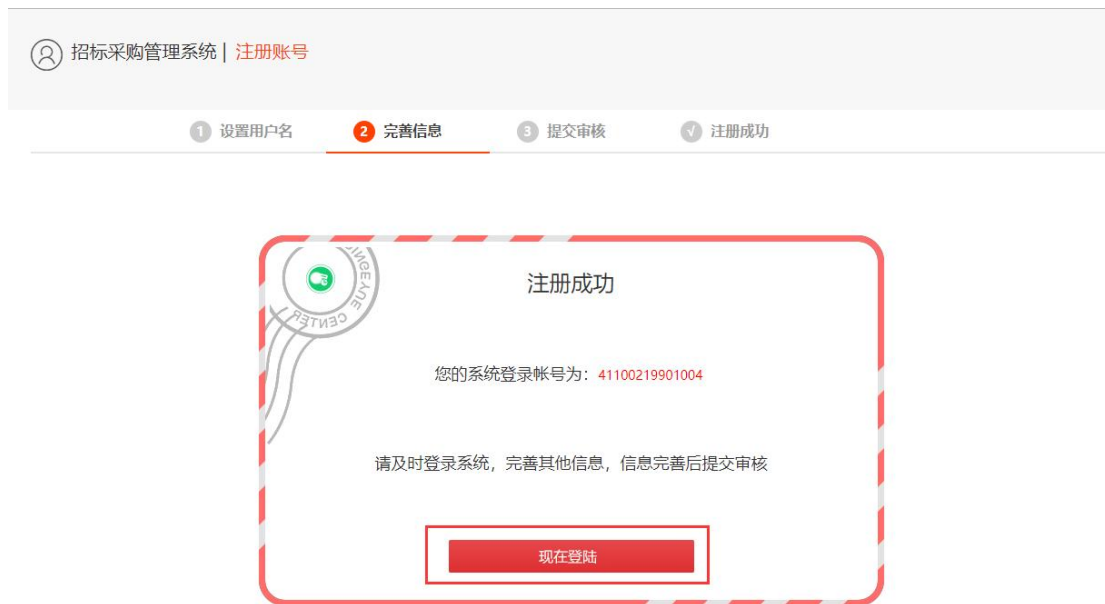 招标采购管理系统 | 注册账号
1 设置用户名 2 完善信息 3 提交审核 √ 注册成功
注册成功
CENTER
您的系统登录帐号为：41100219901004
请及时登录系统，完善其他信息，信息完善后提交审核
现在登陆